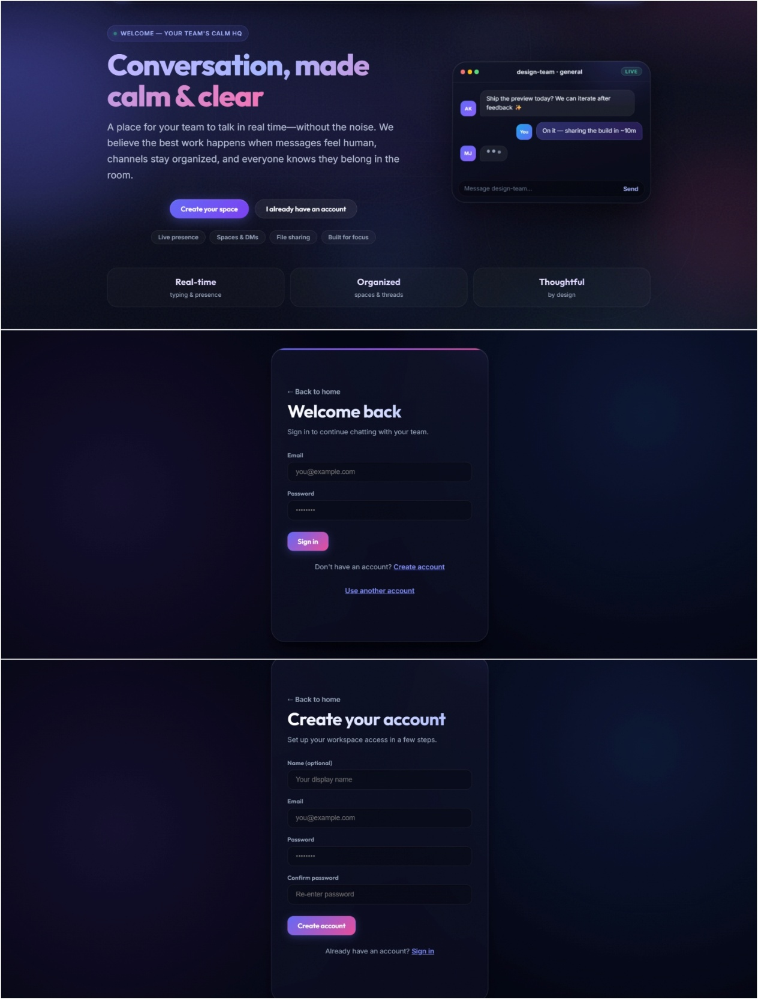 WELCOME — YOUR TEAM'S CALM HQ
Conversation, made
calm & clear
A place for your team to talk in real time—without the noise. We
believe the best work happens when messages feel human,
channels stay organized, and everyone knows they belong in the
room.
Create your space
I already have an account
Live presence
Spaces & DMs
File sharing
Built for focus
design-team · general
LIVE
AK
Ship the preview today? We can iterate after
feedback ✨
You
On it — sharing the build in ~10m
MJ
Message design-team...
Send
Real-time
typing & presence
Organized
spaces & threads
Thoughtful
by design
← Back to home
Welcome back
Sign in to continue chatting with your team.
Email
you@example.com
Password
••••••••
Sign in
Don't have an account? Create account
Use another account
← Back to home
Create your account
Set up your workspace access in a few steps.
Name (optional)
Your display name
Email
you@example.com
Password
••••••••
Confirm password
Re-enter password
Create account
Already have an account? Sign in